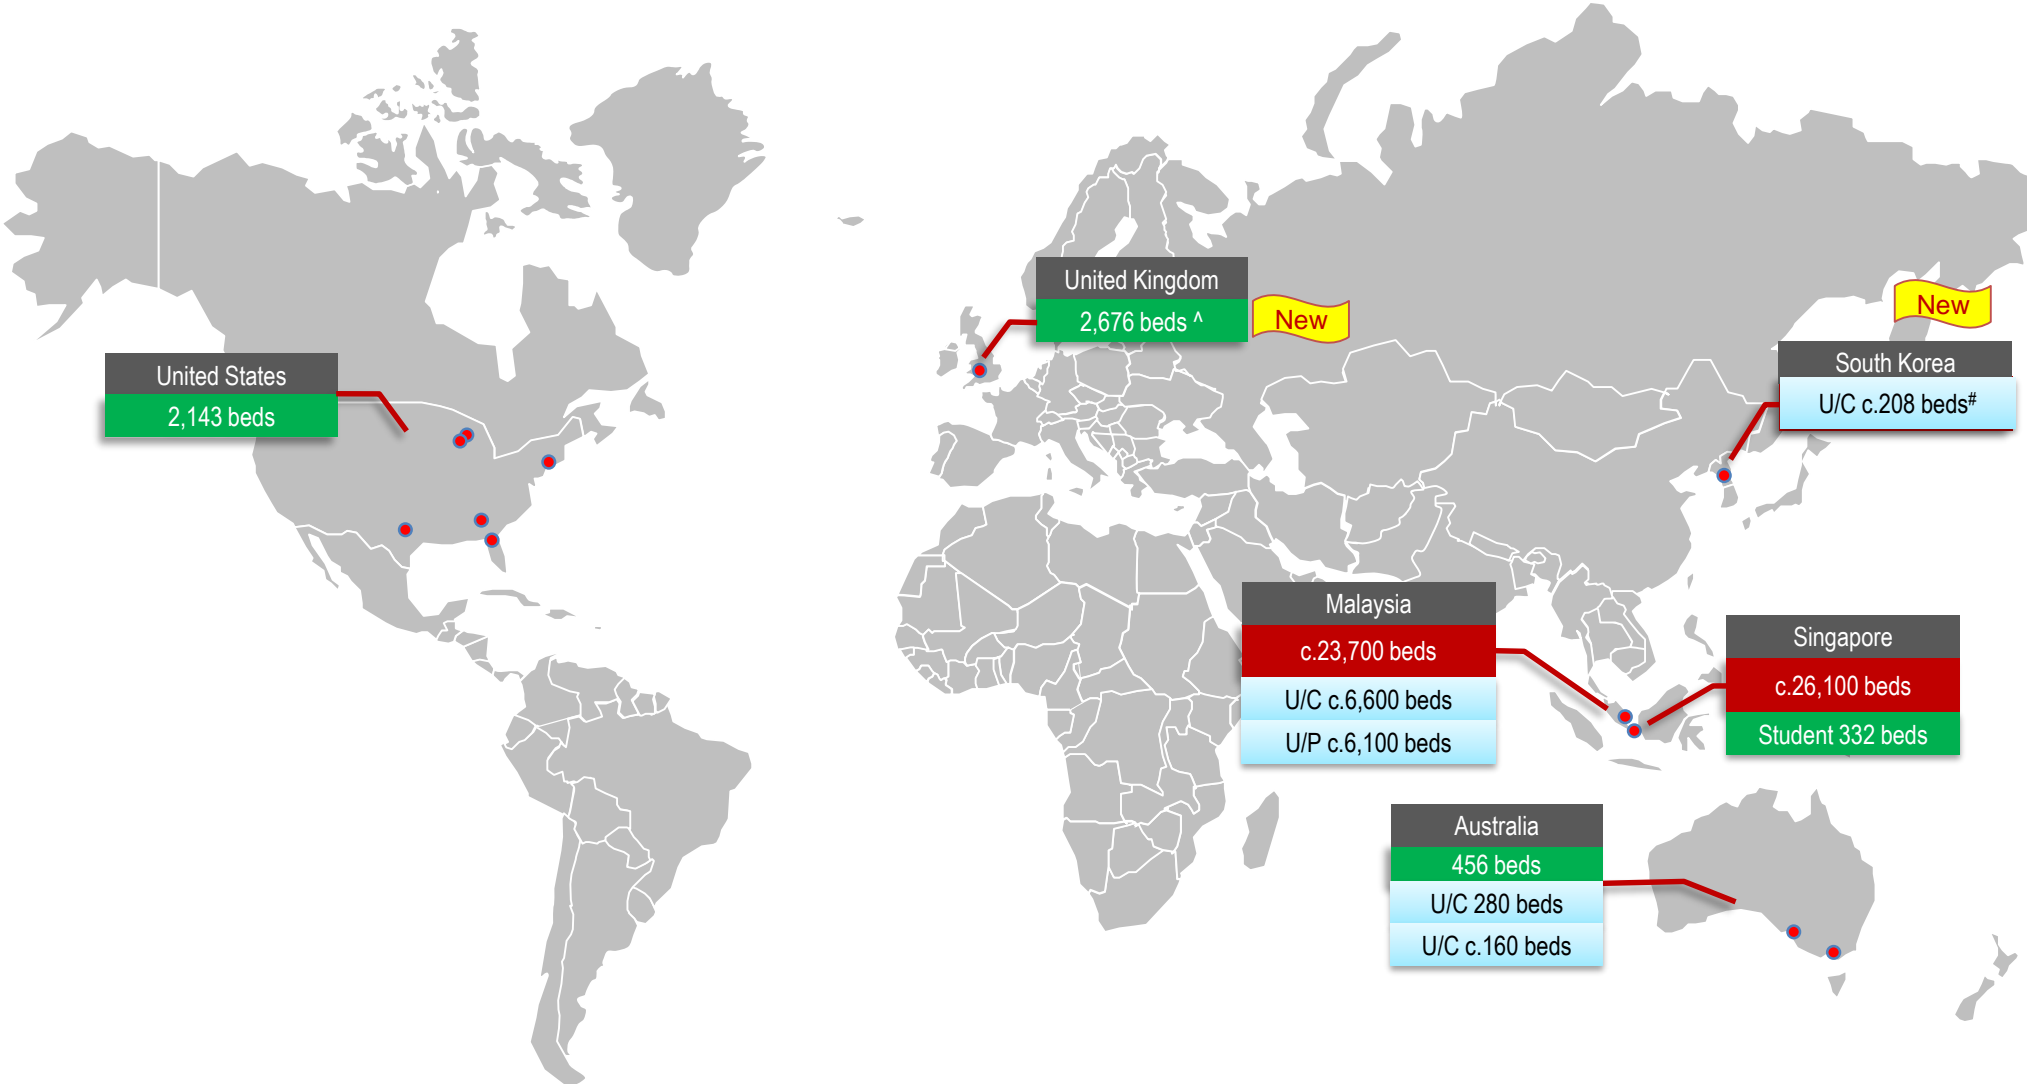 United Kingdom
2,676 beds ^
New
New
South Korea
U/C c.208 beds#
United States
2,143 beds
Malaysia
c.23,700 beds
U/C c.6,600 beds
U/P c.6,100 beds
Singapore
c.26,100 beds
Student 332 beds
Australia
456 beds
U/C 280 beds
U/C c.160 beds